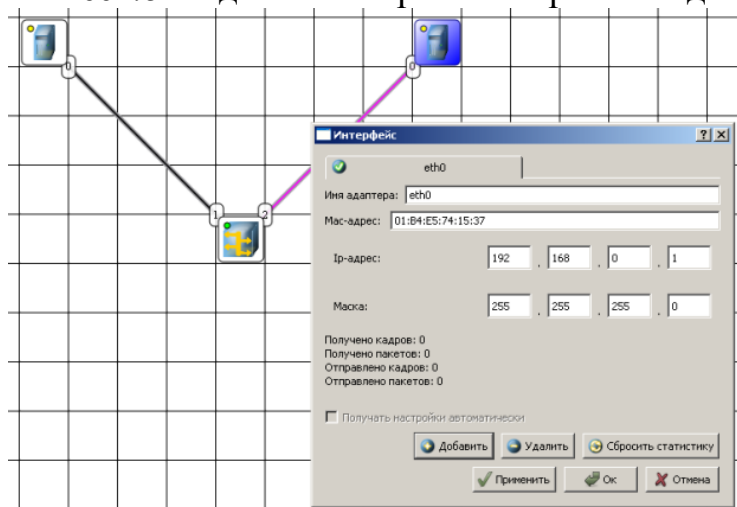 0
0
1
2
Интерфейс
eth0
Имя адаптера: eth0
Mac-адрес: 01:B4:E5:74:15:37
Ip-адрес: 192 . 168 . 0 . 1
Маска: 255 . 255 . 255 . 0
Получено кадров: 0
Получено пакетов: 0
Отправлено кадров: 0
Отправлено пакетов: 0
Получать настройки автоматически
Добавить Удалить Сбросить статистику
Применить Ок Отмена